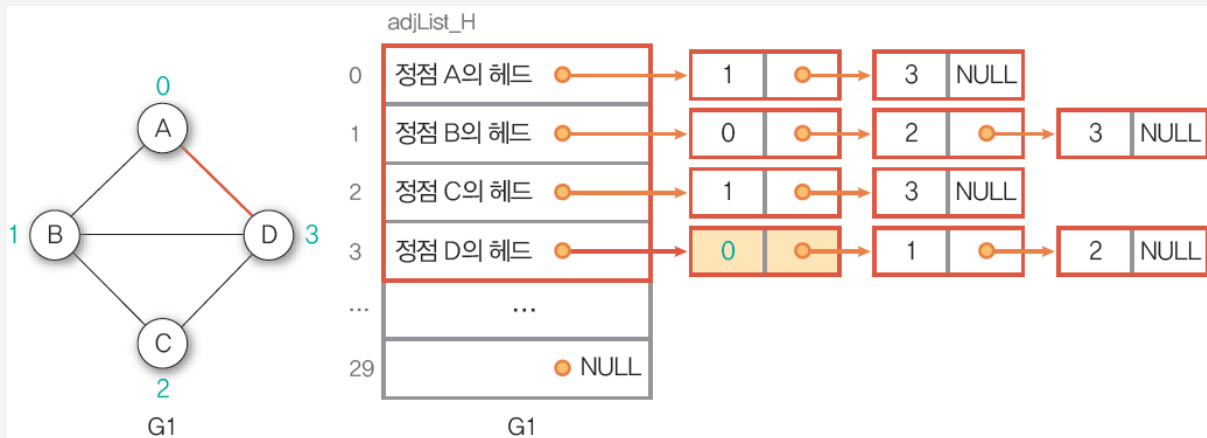 adjList_H
0 정점 A의 헤드 1 3 NULL
1 정점 B의 헤드 0 2 3 NULL
2 정점 C의 헤드 1 3 NULL
3 정점 D의 헤드 0 1 2 NULL
... ...
29 NULL
G1
0
A
1 B D 3
C
2
G1